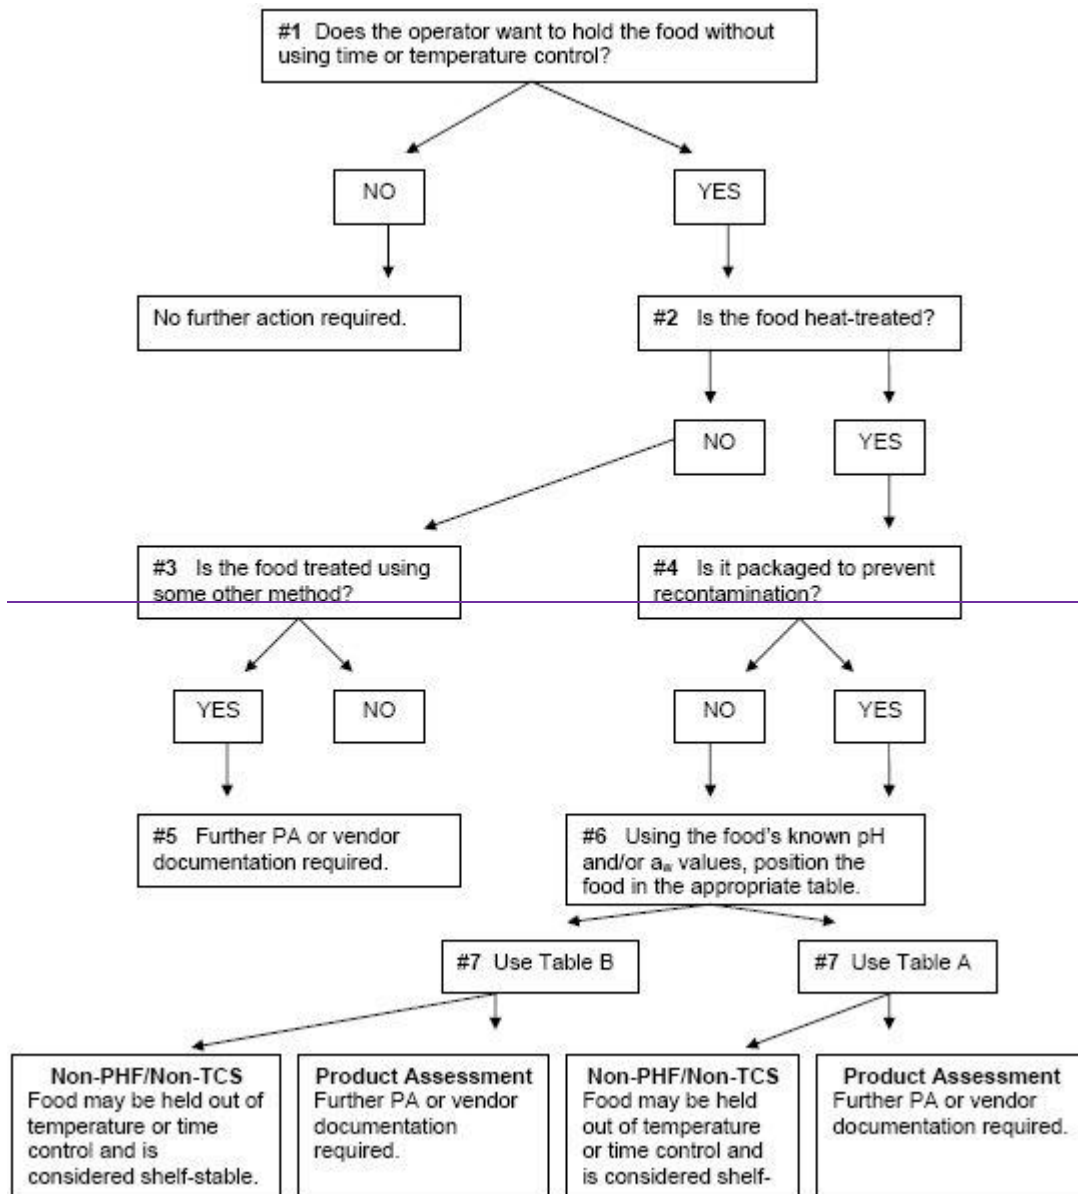 #1 Does the operator want to hold the food without
using time or temperature control?
NO
YES
No further action required.
#2 Is the food heat-treated?
NO
YES
#3 Is the food treated using
some other method?
#4 Is it packaged to prevent
recontamination?
YES
NO
NO
YES
#5 Further PA or vendor
documentation required.
#6 Using the food's known pH
and/or aw values, position the
food in the appropriate table.
#7 Use Table B
#7 Use Table A
Non-PHF/Non-TCS
Food may be held out of
temperature or time
control and is
considered shelf-stable.
Product Assessment
Further PA or vendor
documentation
required.
Non-PHF/Non-TCS
Food may be held
out of temperature
or time control and
is considered shelf-
Product Assessment
Further PA or vendor
documentation required.